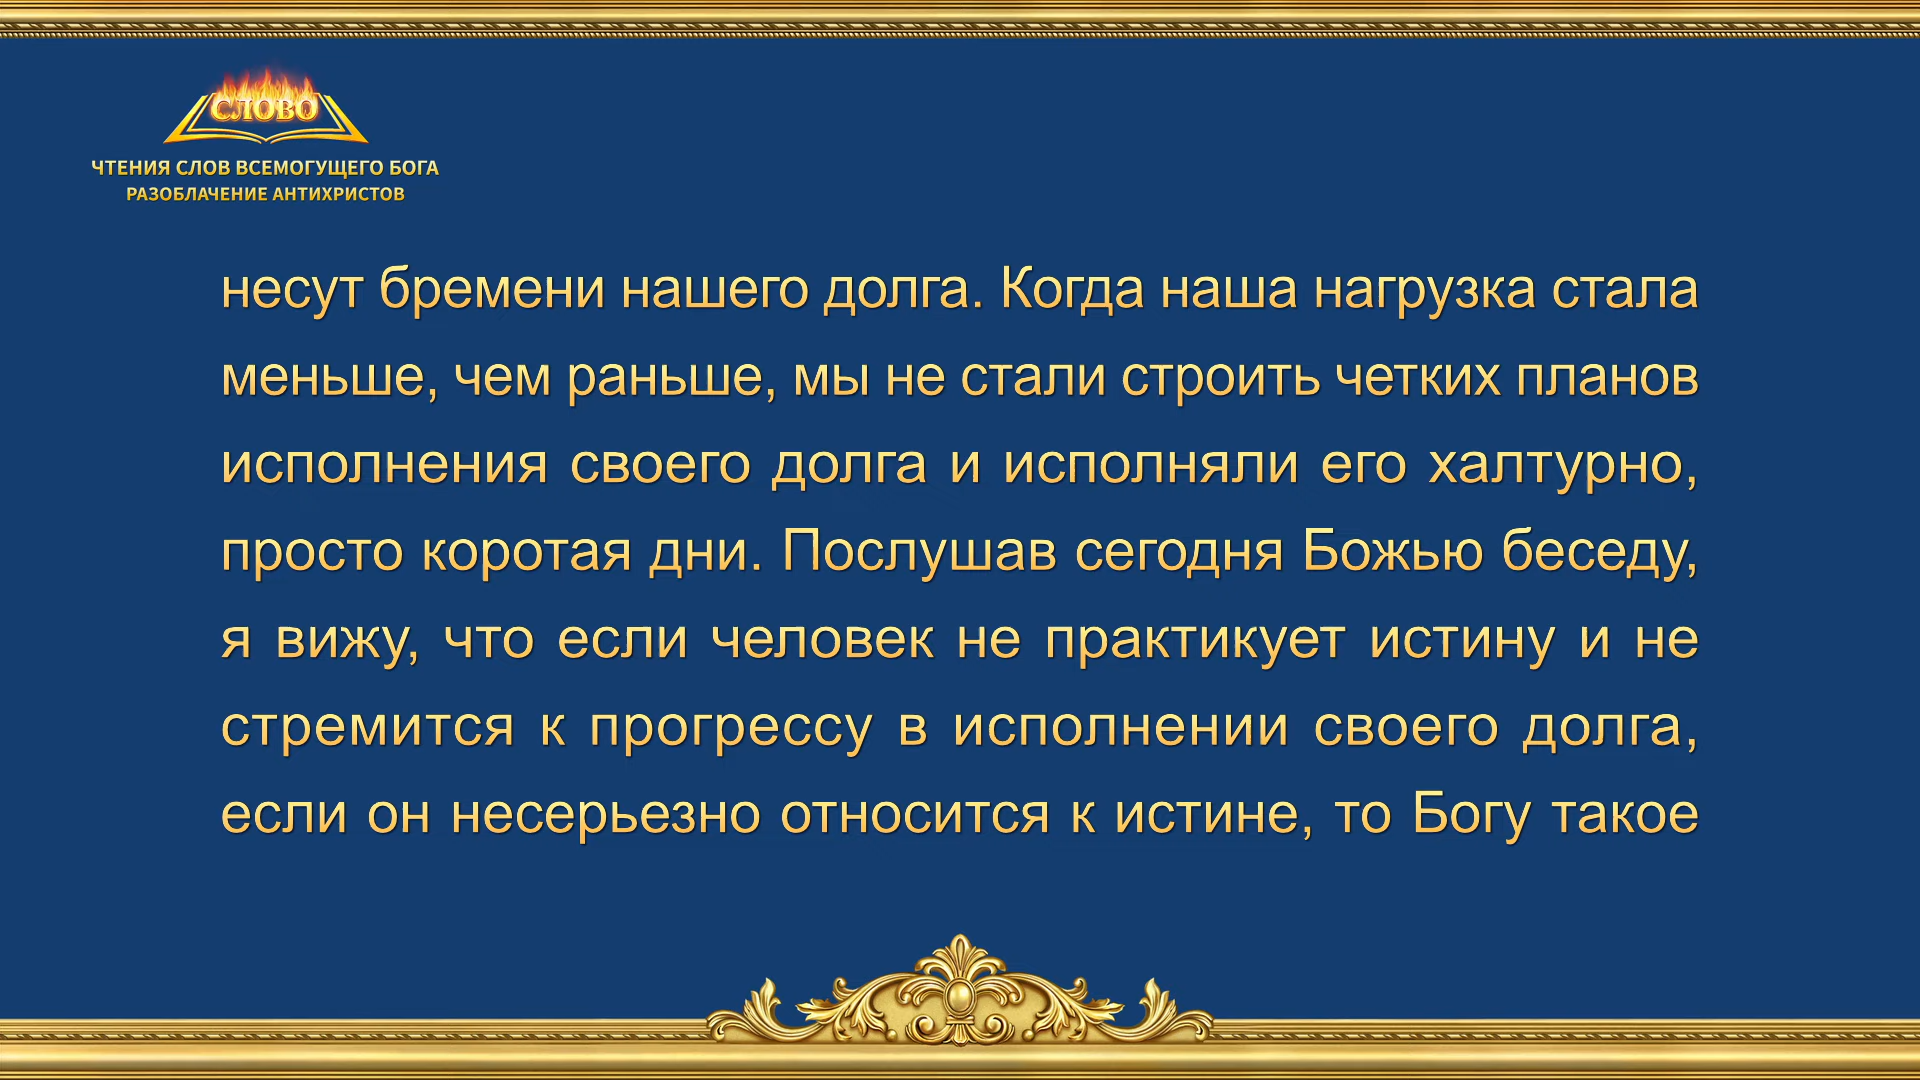 СЛОВО
ЧТЕНИЯ СЛОВ ВСЕМОГУЩЕГО БОГА
РАЗОБЛАЧЕНИЕ АНТИХРИСТОВ
несут бремени нашего долга. Когда наша нагрузка стала
меньше, чем раньше, мы не стали строить четких планов
исполнения своего долга и исполняли его халтурно,
просто коротая дни. Послушав сегодня Божью беседу,
я вижу, что если человек не практикует истину и не
стремится к прогрессу в исполнении своего долга,
если он несерьезно относится к истине, то Богу такое